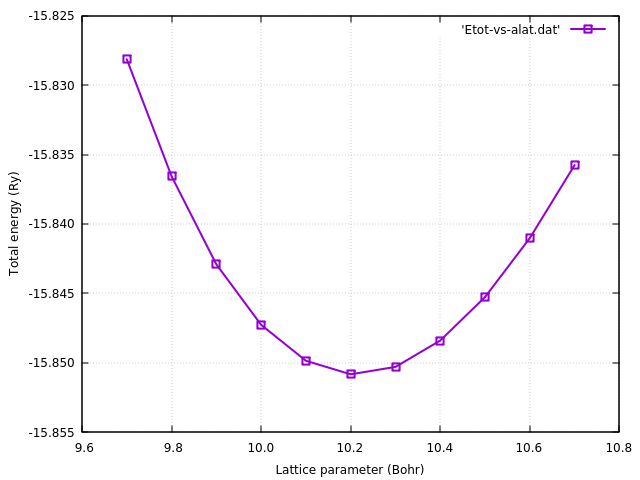 -15.825
'Etot-vs-alat.dat'
-15.830
-15.835
-15.840
-15.845
-15.850
-15.855
Total energy (Ry)
9.6 9.8 10.0 10.2 10.4 10.6 10.8
Lattice parameter (Bohr)